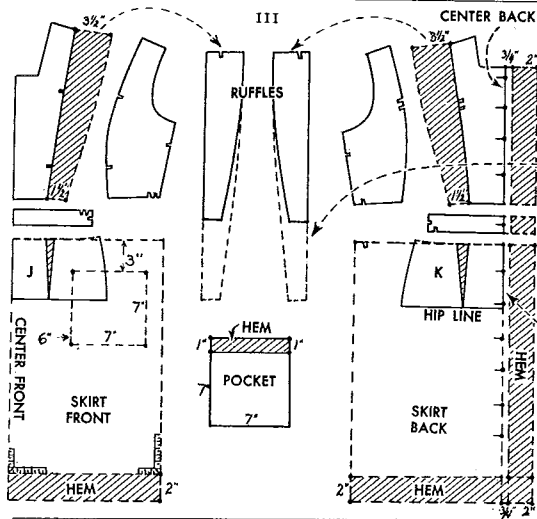 III
CENTER BACK
3½"
3½"
¾"
2"
RUFFLES
1½"
1½"
J
3"
7"
6"
7"
K
HIP LINE
HEM
1"
1"
POCKET
7"
7"
CENTER FRONT
SKIRT
FRONT
SKIRT
BACK
HEM
HEM
2"
2"
HEM
¾"
2"